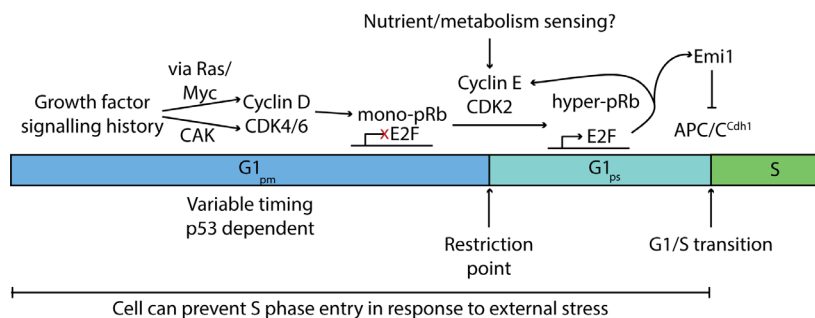 Nutrient/metabolism sensing?
Emi1
via Ras/
Myc
Cyclin E
CDK2
Growth factor
signalling history
Cyclin D
CDK4/6
hyper-pRb
mono-pRb
CAK
xE2F
E2F
APC/C^Cdh1
G1pm
G1ps
S
Variable timing
p53 dependent
Restriction
point
G1/S transition
Cell can prevent S phase entry in response to external stress